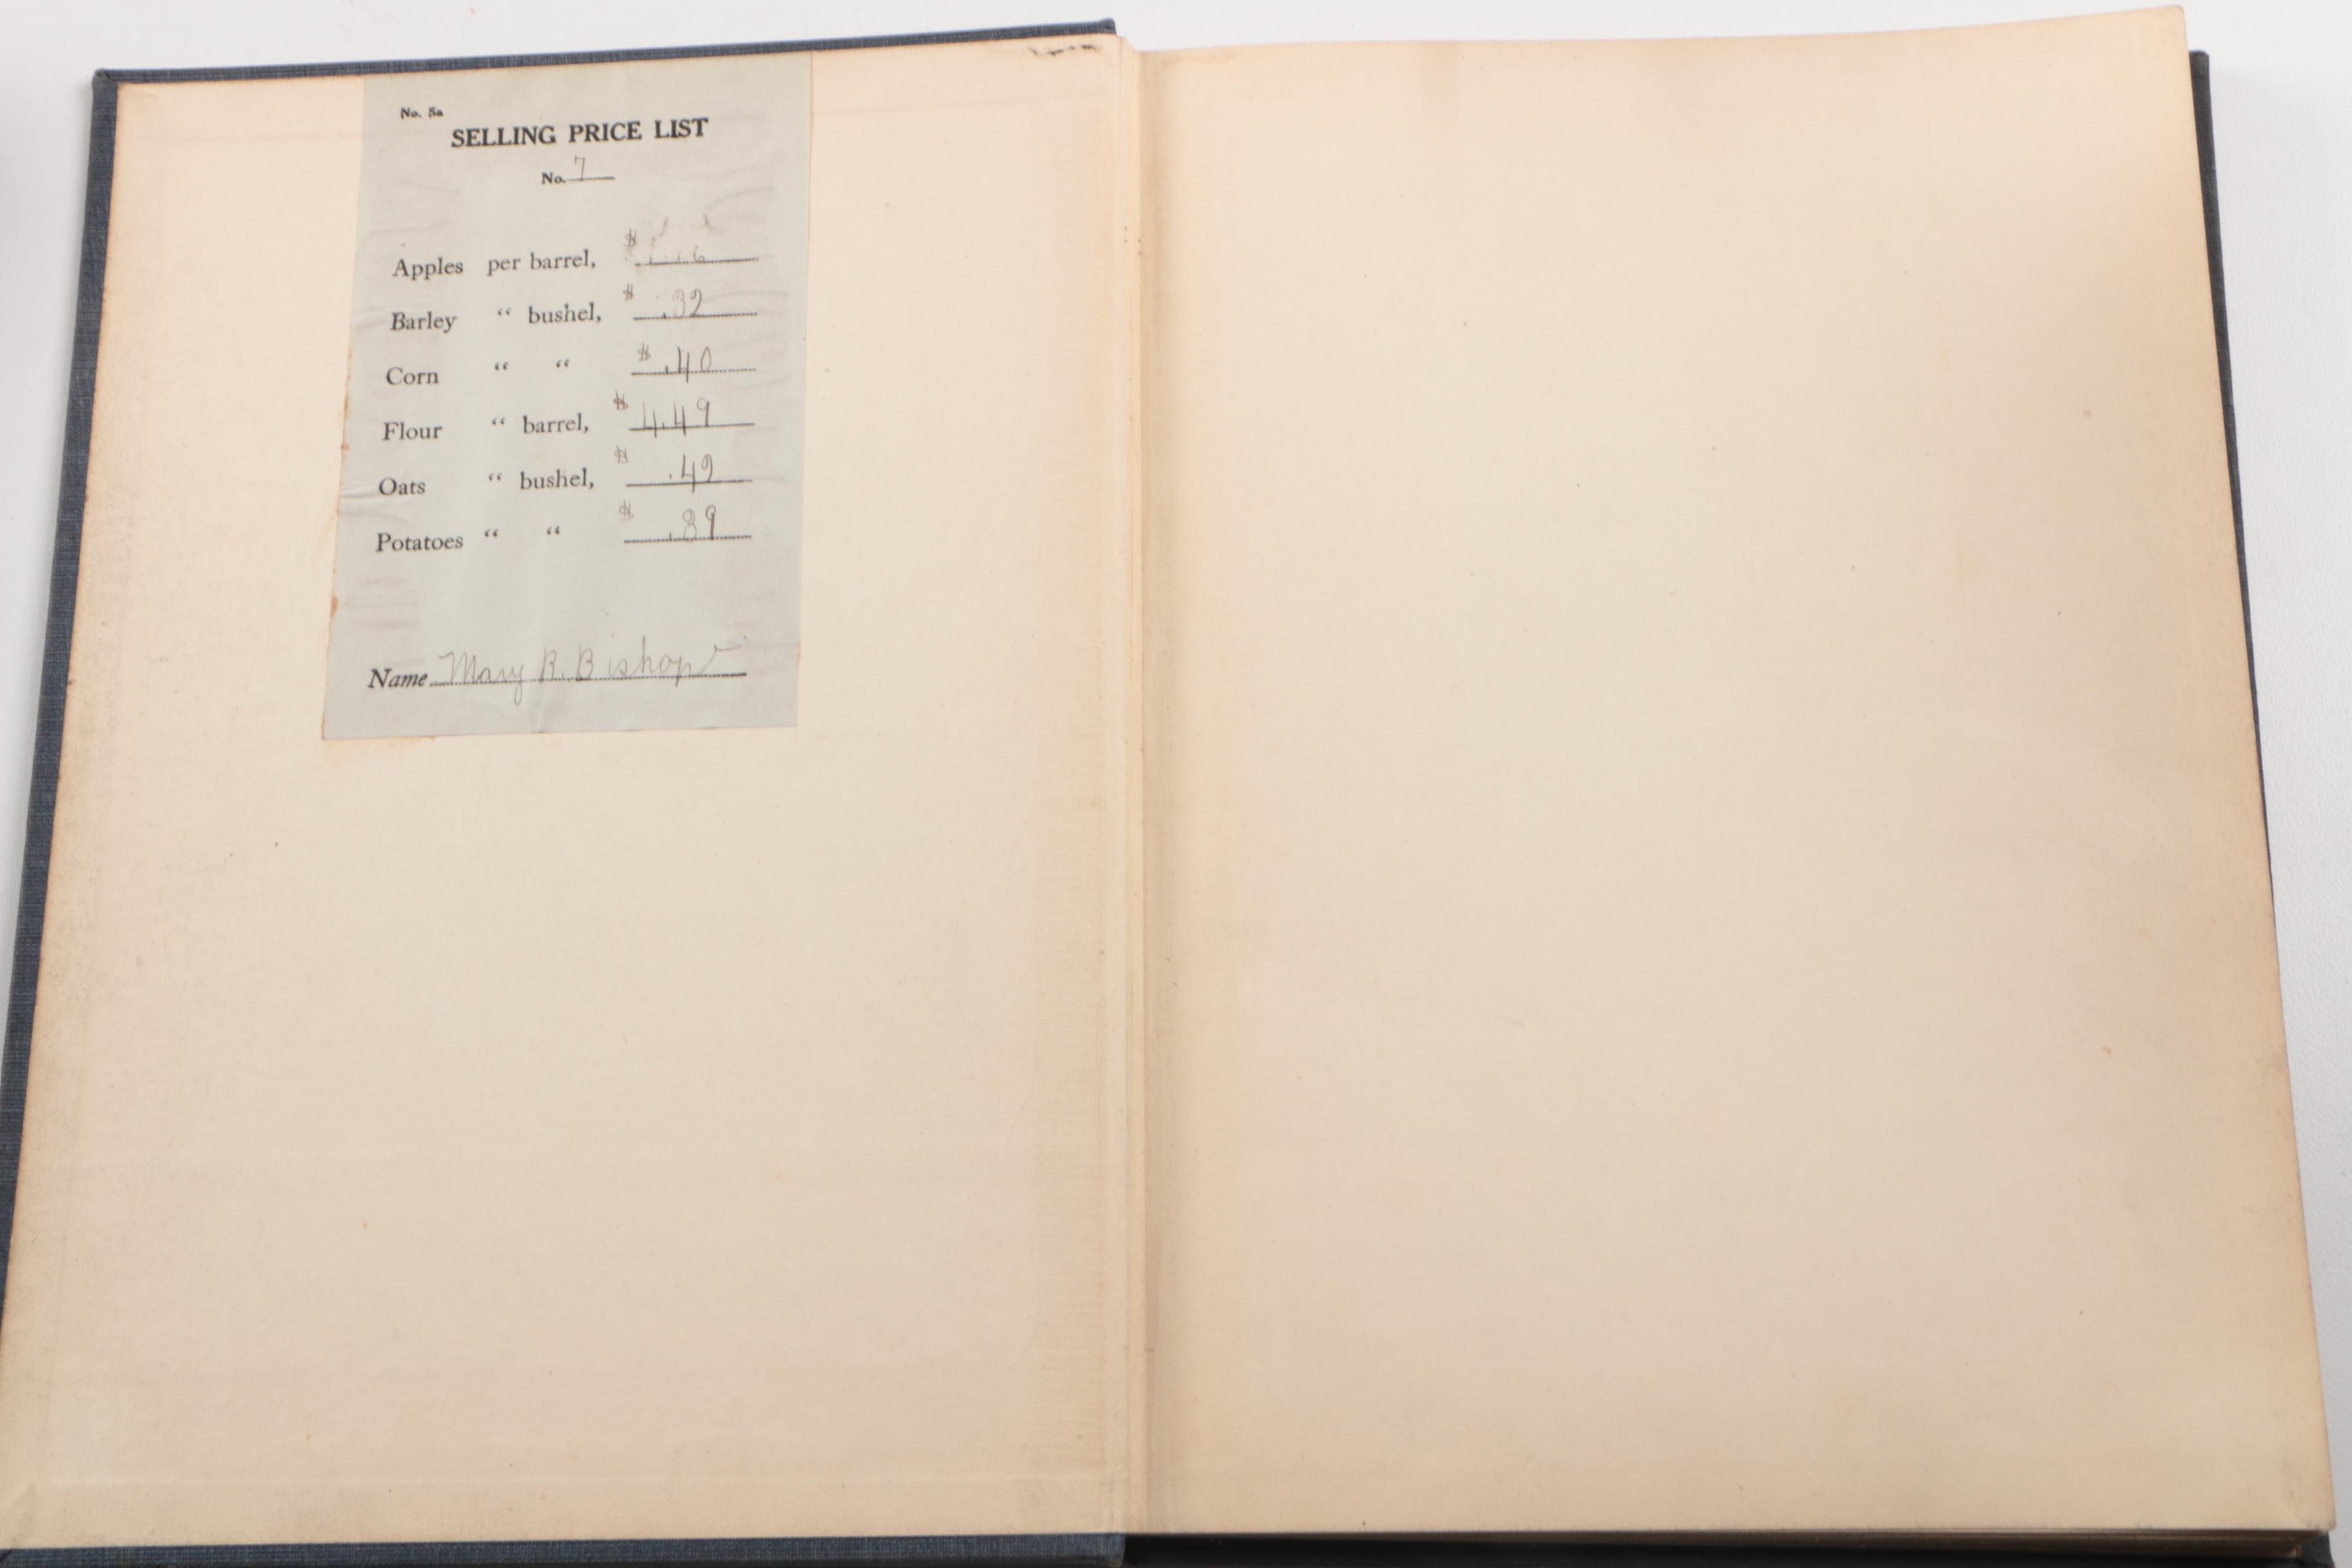 No. 5a
SELLING PRICE LIST
No. 7
Apples per barrel, $
Barley “ bushel, $ .32
Corn “ “ $ .40
Flour “ barrel, $ 4.49
Oats “ bushel, $ .49
Potatoes “ “ $ .39
Name Mary R. Bishop